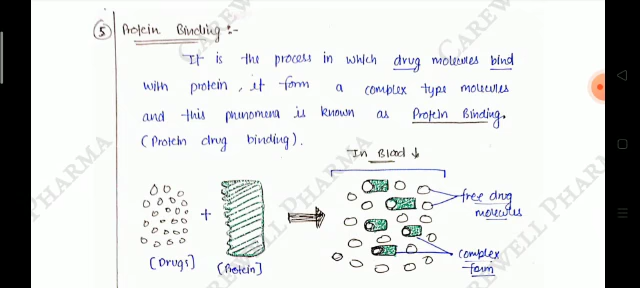 ⑤ Protein Binding :-
It is the process in which drug molecules bind
with protein, it form a complex type molecules
and this phenomena is known as Protein Binding.
(Protein drug binding).
In Blood ↓
free drug
molecules
+
[Drugs]
(Protein]
complex
form
CAREWELL PHARMA